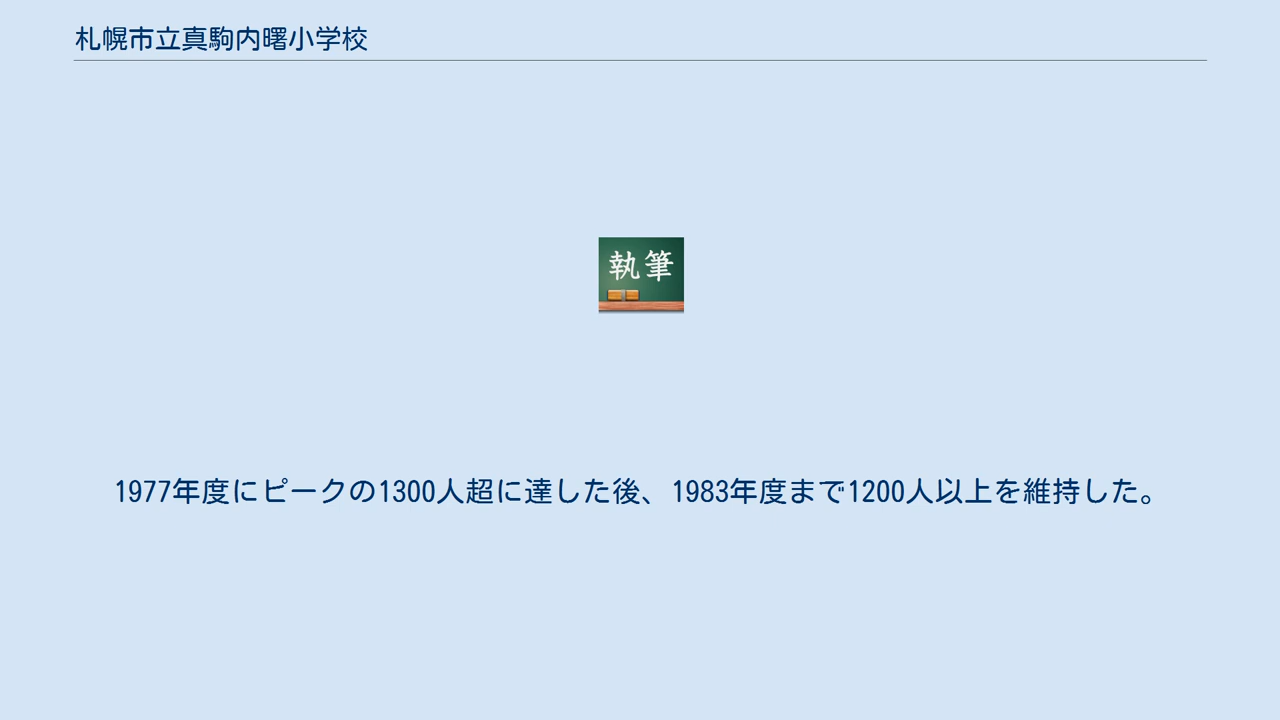 札幌市立真駒内曙小学校
執筆
1977年度にピークの1300人超に達した後、1983年度まで1200人以上を維持した。